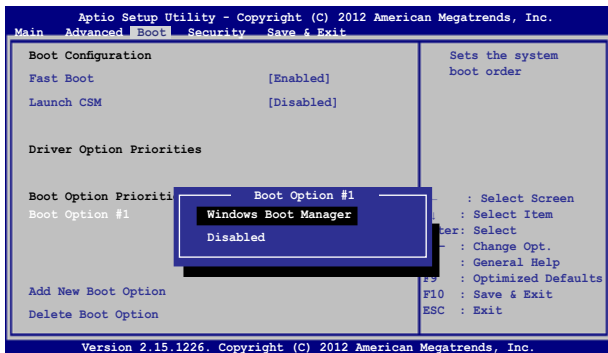 Aptio Setup Utility - Copyright (C) 2012 American Megatrends, Inc.
Main Advanced Boot Security Save & Exit
Boot Configuration
Fast Boot [Enabled]
Launch CSM [Disabled]
Driver Option Priorities
Boot Option Prioriti
Boot Option #1
Add New Boot Option
Delete Boot Option
Boot Option #1
Windows Boot Manager
Disabled
Sets the system
boot order
: Select Screen
: Select Item
ter: Select
: Change Opt.
: General Help
F9 : Optimized Defaults
F10 : Save & Exit
ESC : Exit
Version 2.15.1226. Copyright (C) 2012 American Megatrends, Inc.